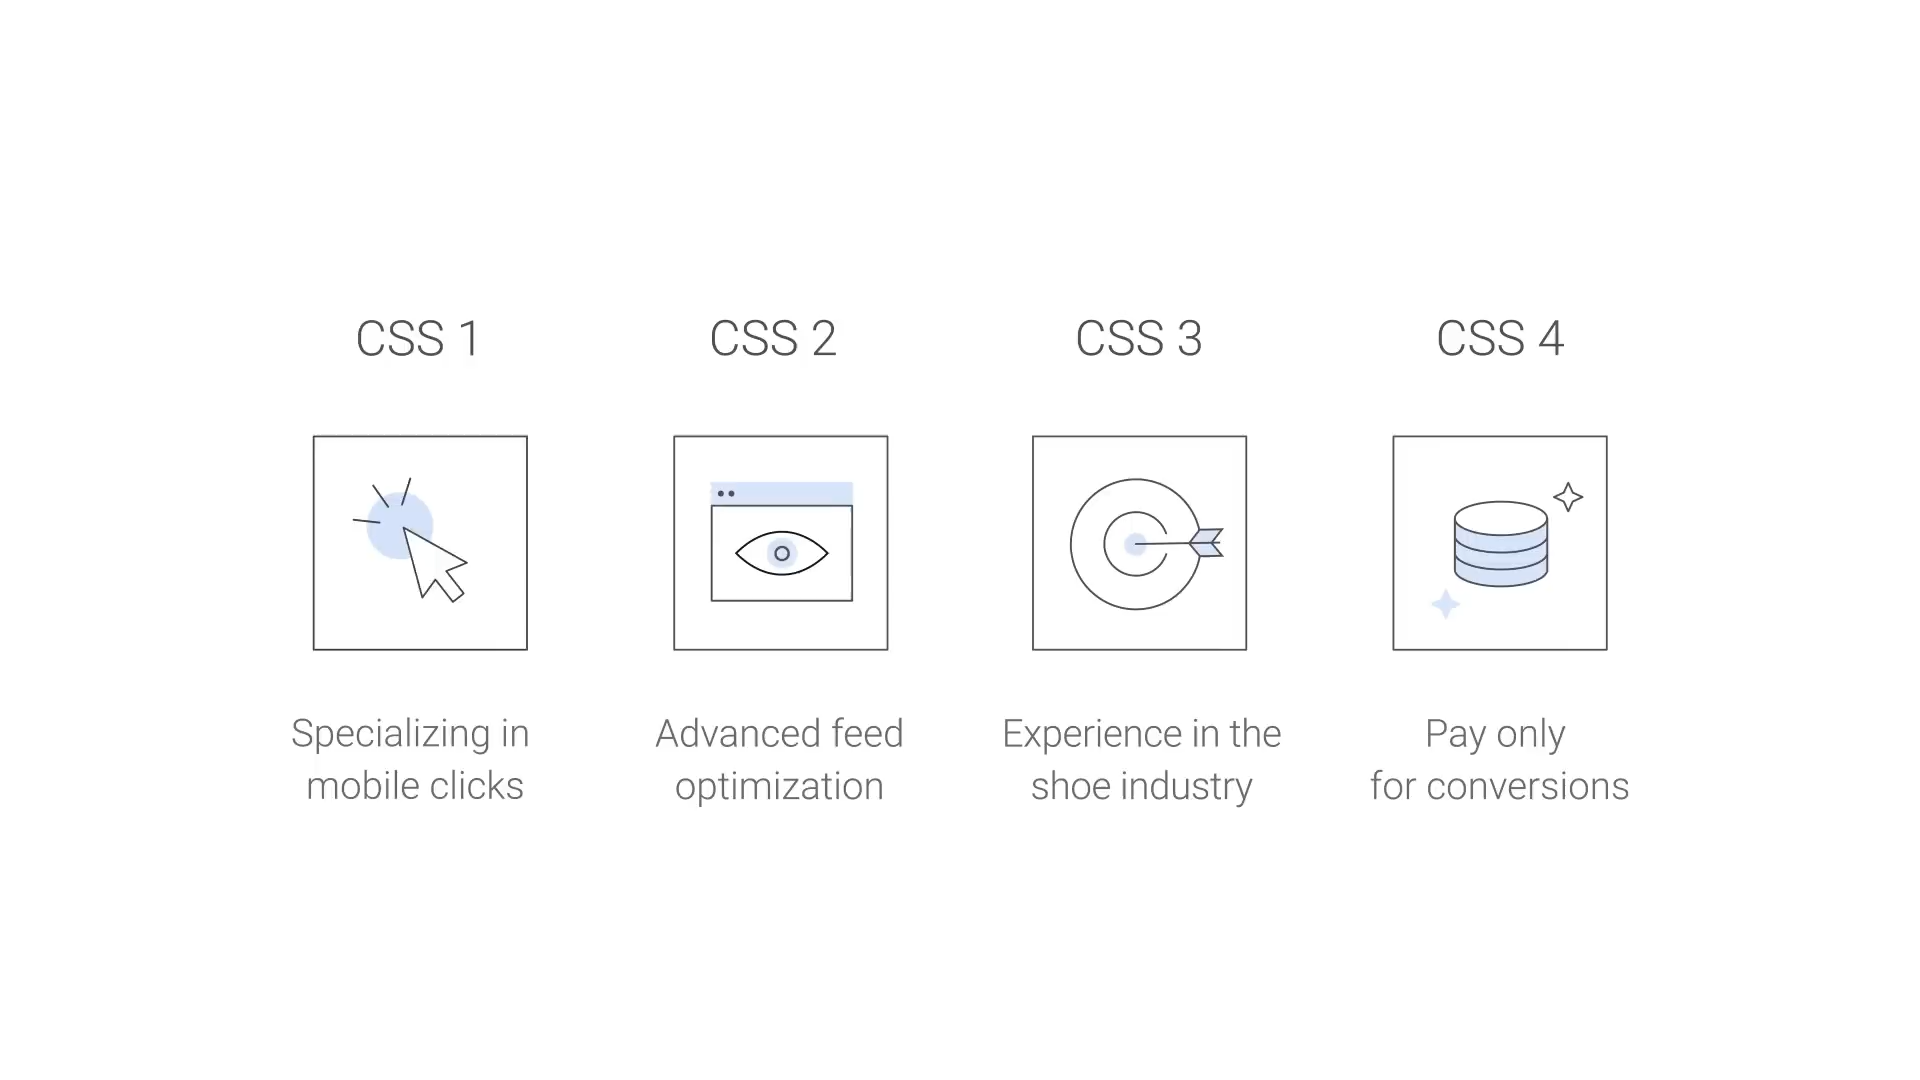 CSS 1
CSS 2
CSS 3
CSS 4
Specializing in
mobile clicks
Advanced feed
optimization
Experience in the
shoe industry
Pay only
for conversions